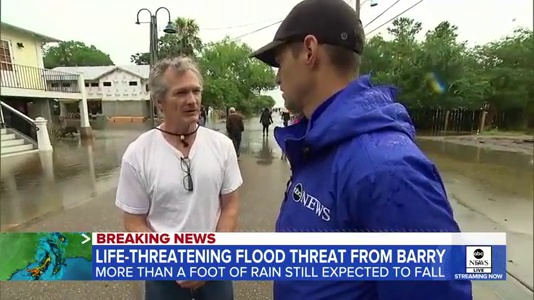 abc NEWS
BREAKING NEWS
LIFE-THREATENING FLOOD THREAT FROM BARRY
MORE THAN A FOOT OF RAIN STILL EXPECTED TO FALL
abc NEWS
LIVE
STREAMING NOW